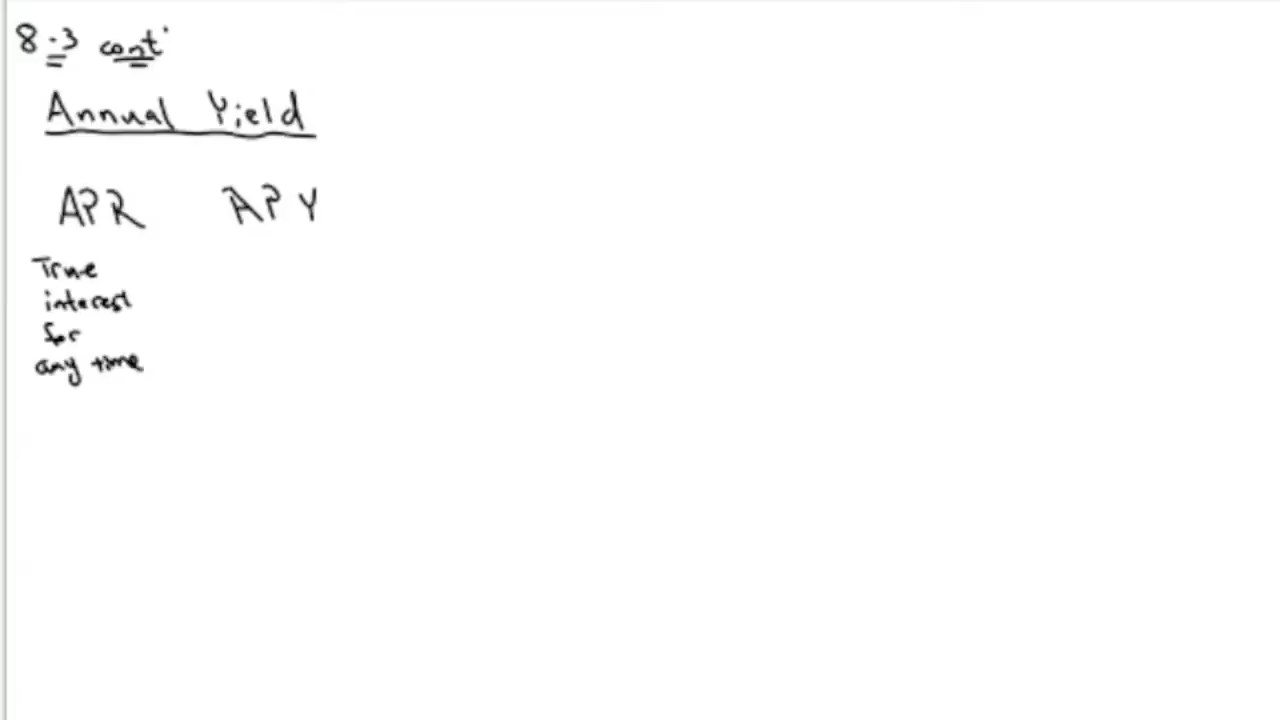 8.3 cont'
Annual Yield
APR APY
True
interest
for
any time